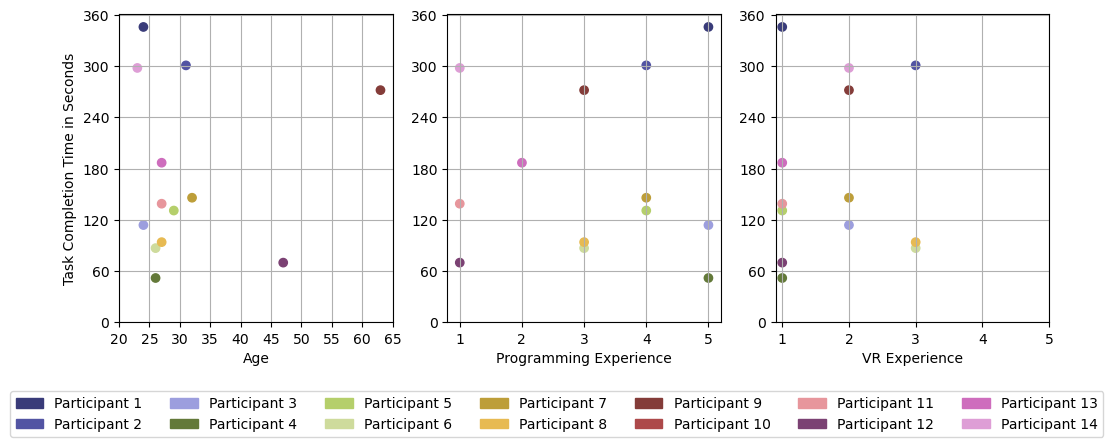 Task Completion Time in Seconds
360
300
240
180
120
60
0
20 25 30 35 40 45 50 55 60 65
Age
360
300
240
180
120
60
0
1 2 3 4 5
Programming Experience
360
300
240
180
120
60
0
1 2 3 4 5
VR Experience
Participant 1 Participant 3 Participant 5 Participant 7 Participant 9 Participant 11 Participant 13
Participant 2 Participant 4 Participant 6 Participant 8 Participant 10 Participant 12 Participant 14